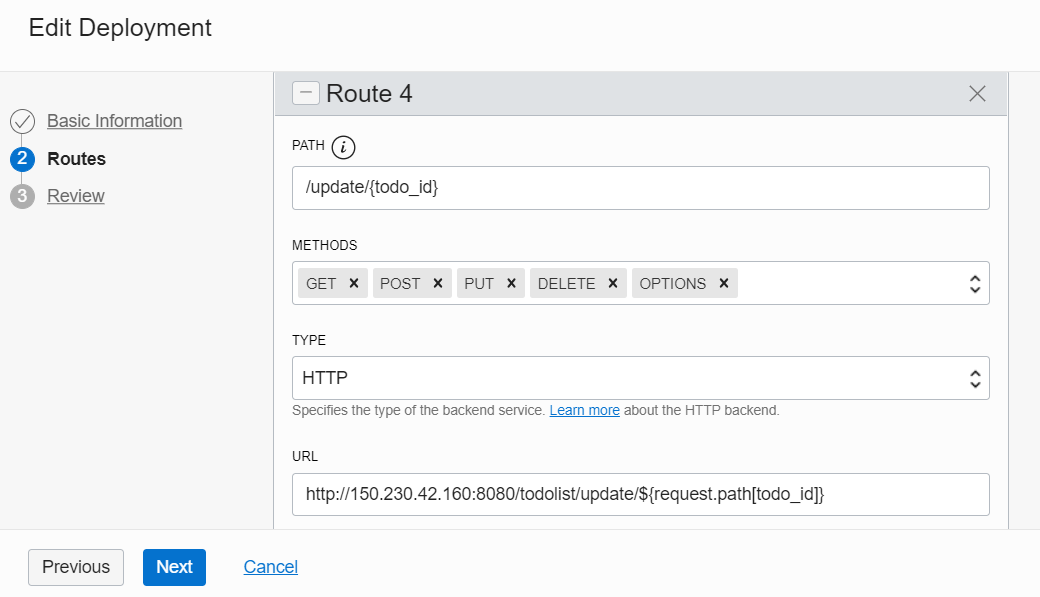 Edit Deployment
Basic Information
2 Routes
3 Review
Route 4
PATH i
/update/{todo_id}
METHODS
GET × POST × PUT × DELETE × OPTIONS ×
TYPE
HTTP
Specifies the type of the backend service. Learn more about the HTTP backend.
URL
http://150.230.42.160:8080/todolist/update/${request.path[todo_id]}
Previous Next Cancel